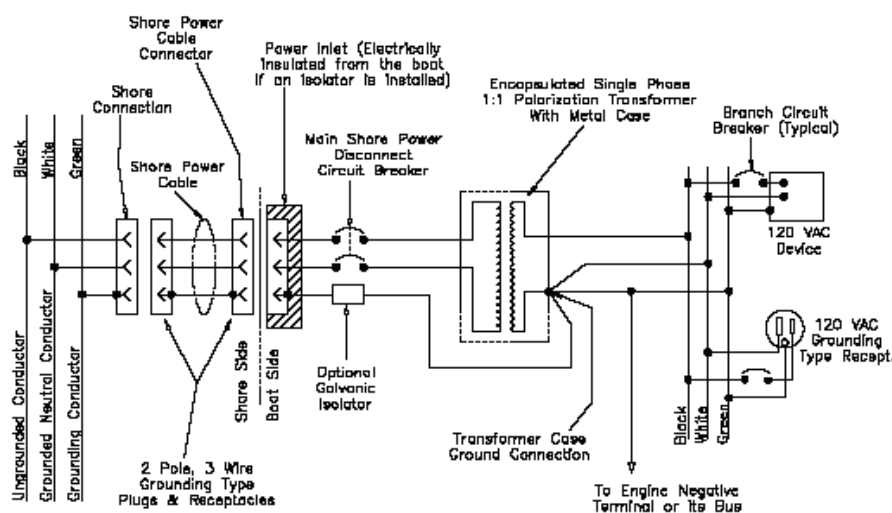 Shore Power
Cable
Connector
Power Inlet (Electrically
Insulated from the boat
if an isolator is installed)
Encapsulated Single Phase
1:1 Polarization Transformer
With Metal Case
Branch Circuit
Breaker (Typical)
Shore
Connection
Main Shore Power
Disconnect
Circuit Breaker
Shore Power
Cable
Black
White
Green
120 VAC
Device
120 VAC
Grounding
Type Recept.
Optional
Galvanic
Isolator
Shore Side
Boat Side
Ungrounded Conductor
Grounded Neutral Conductor
Grounding Conductor
Black
White
Green
Transformer Case
Ground Connection
2 Pole, 3 Wire
Grounding Type
Plugs & Receptacles
To Engine Negative
Terminal or Its Bus